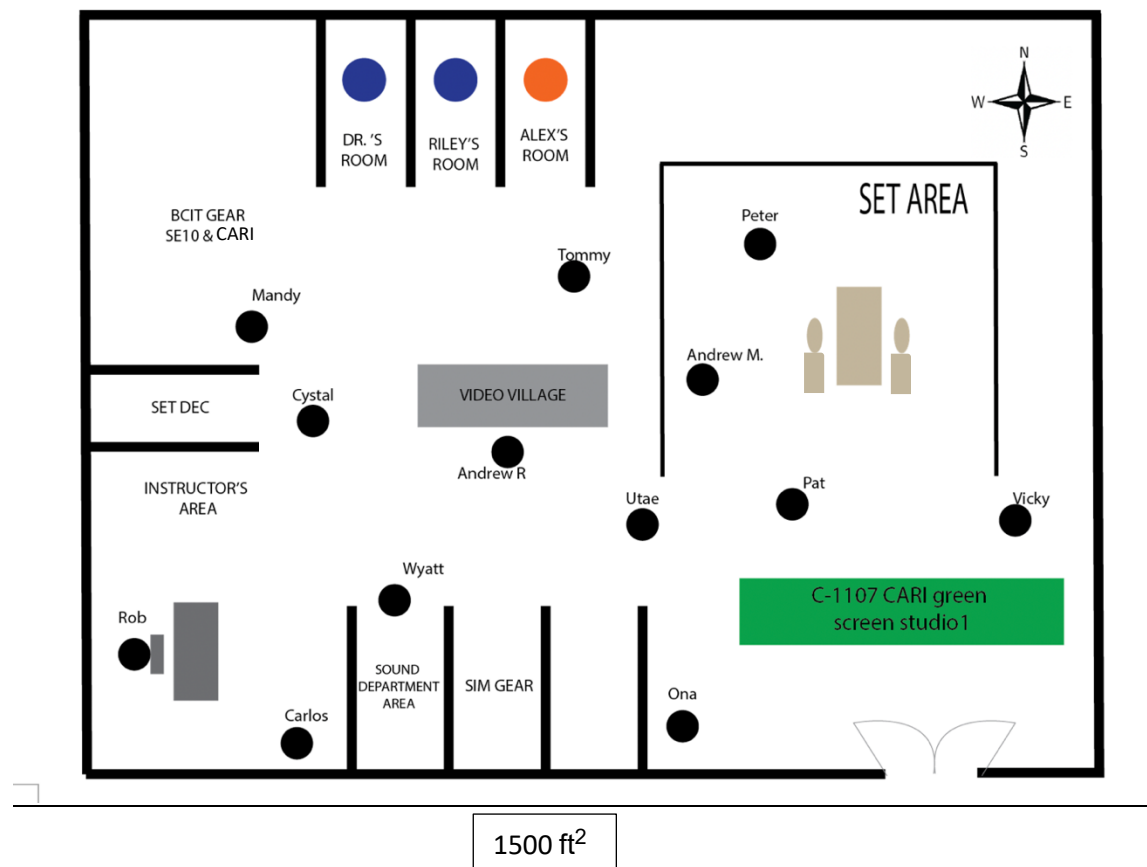 N
W
E
S
DR. 'S
ROOM
RILEY'S
ROOM
ALEX'S
ROOM
SET AREA
BCIT GEAR
SE10 & CARI
Peter
Tommy
Mandy
Andrew M.
VIDEO VILLAGE
Cystal
SET DEC
Andrew R
INSTRUCTOR'S
AREA
Utae
Pat
Vicky
Wyatt
C-1107 CARI green
screen studio1
Rob
SOUND
DEPARTMENT
AREA
SIM GEAR
Ona
Carlos
1500 ft²